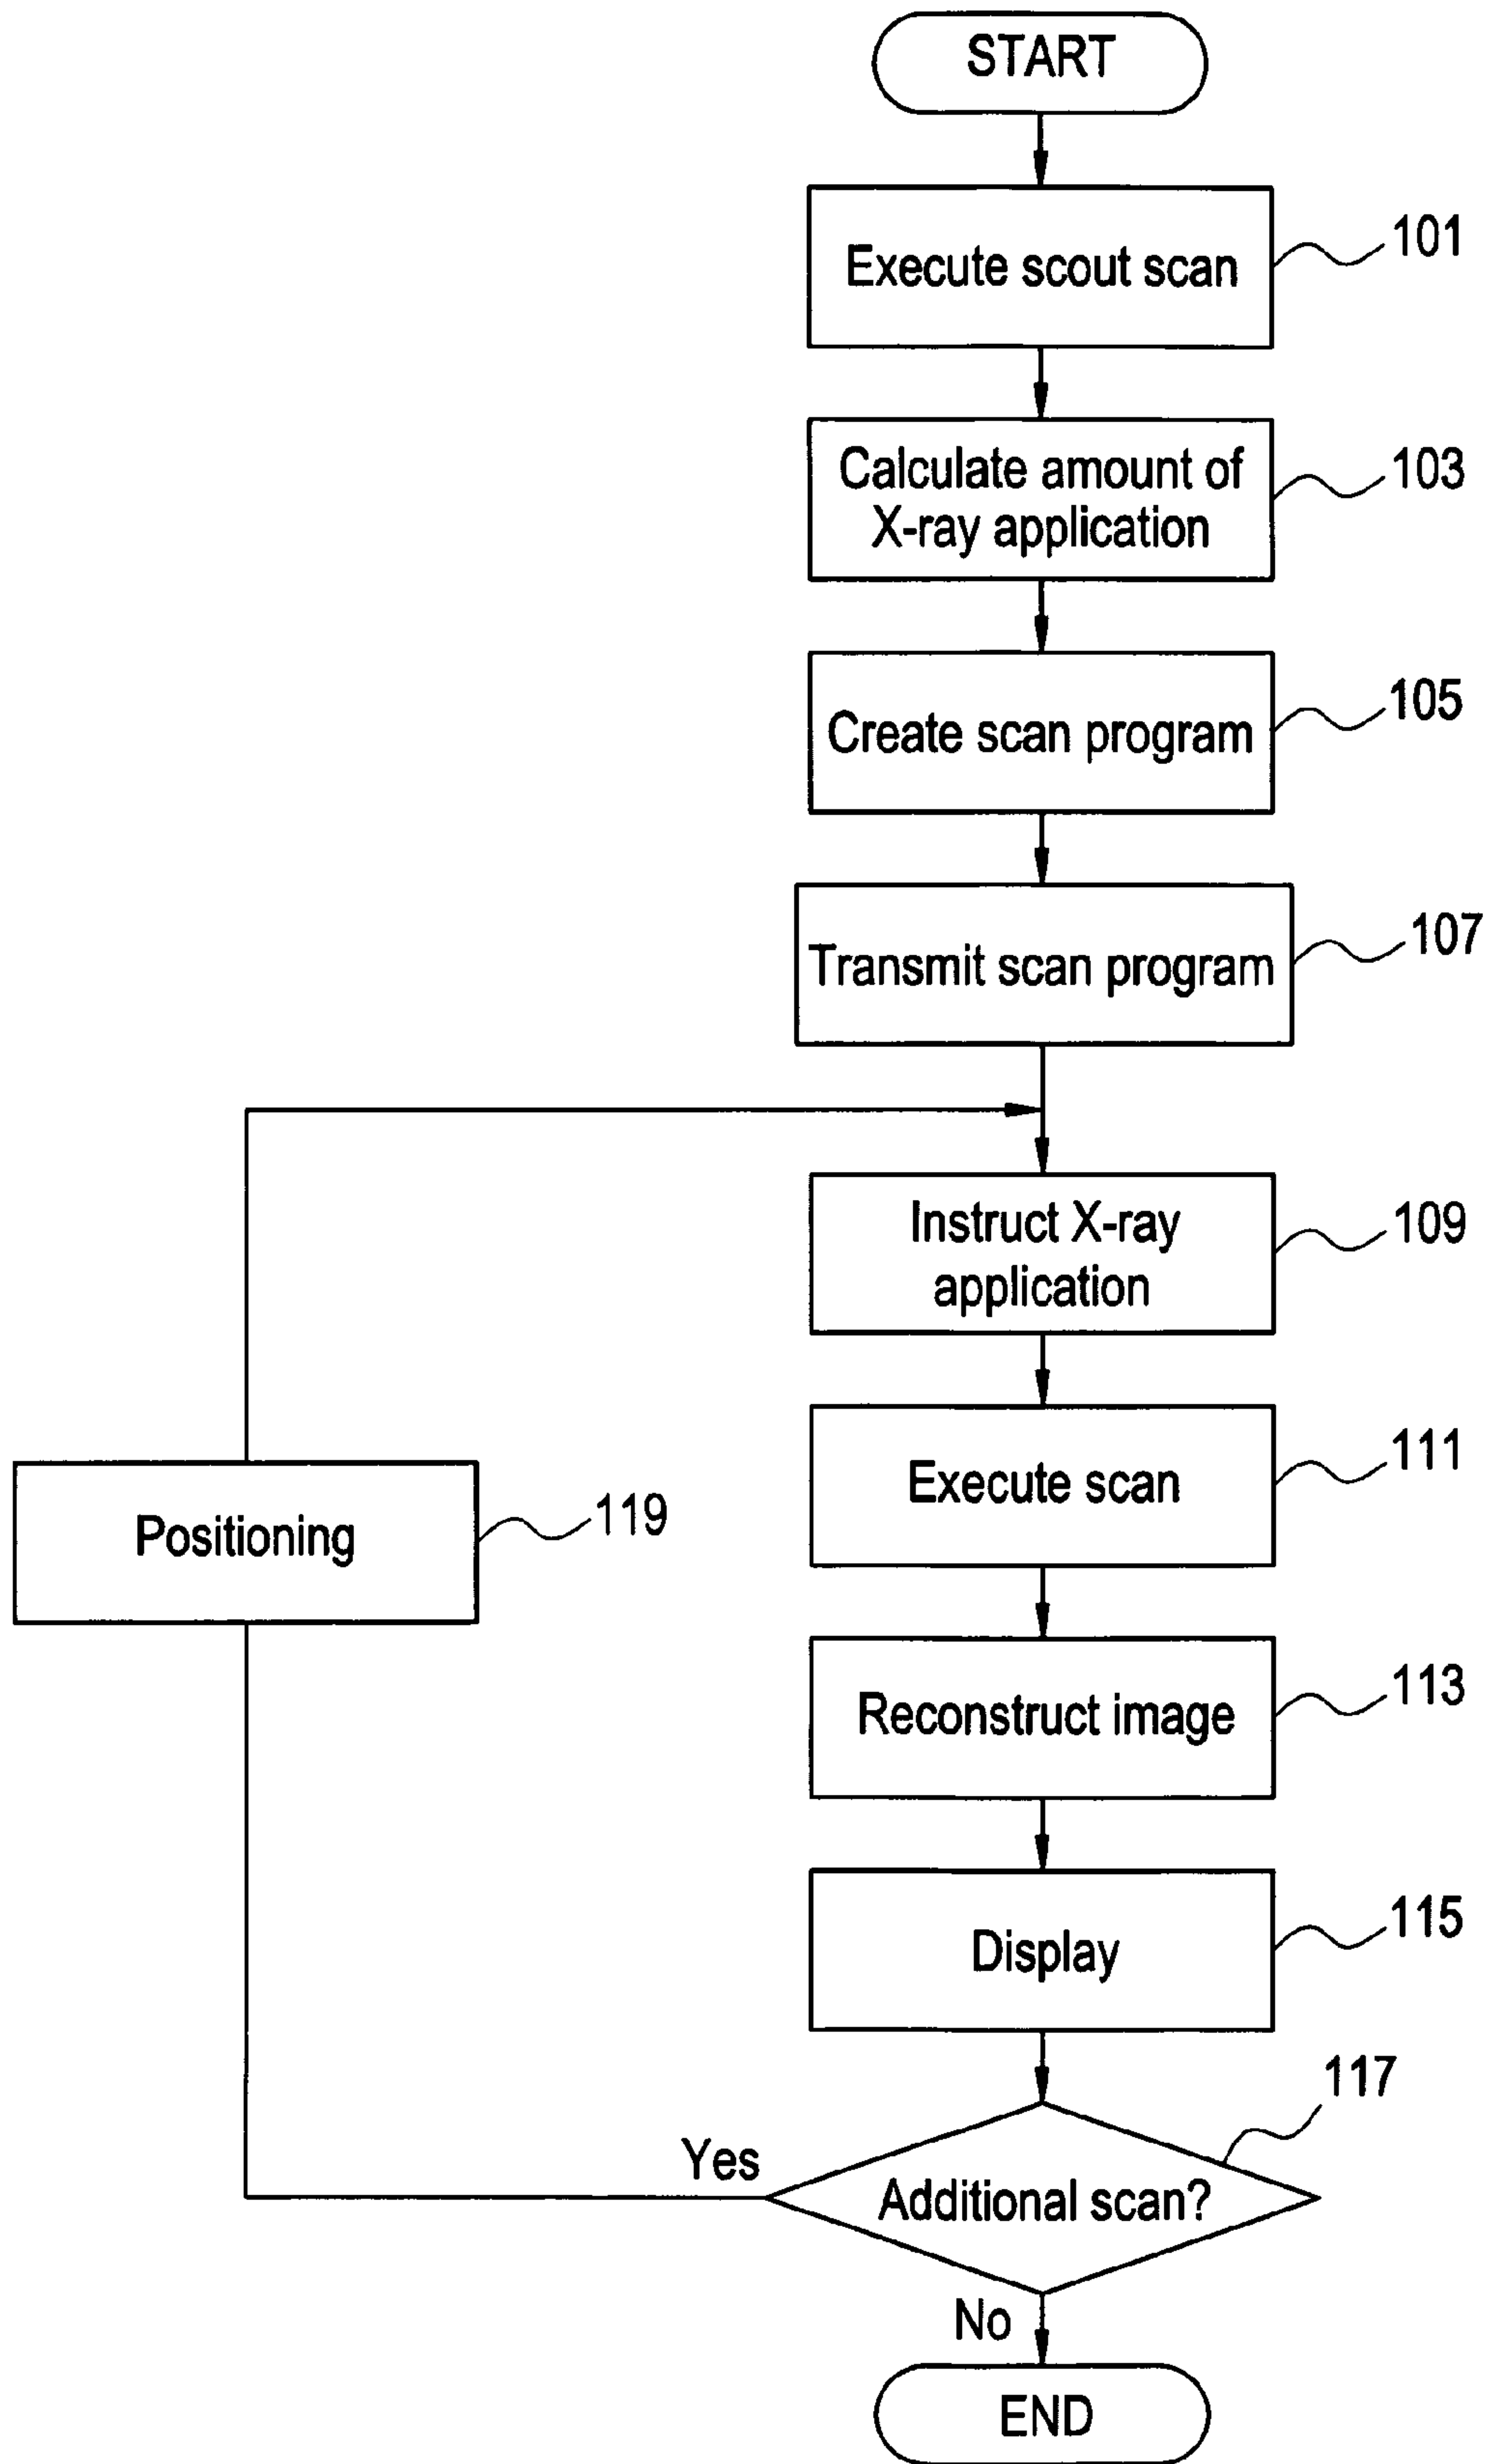 START
Execute scout scan
101
Calculate amount of
X-ray application
103
Create scan program
105
Transmit scan program
107
Instruct X-ray
application
109
Execute scan
111
Positioning
119
Reconstruct image
113
Display
115
117
Yes
Additional scan?
No
END